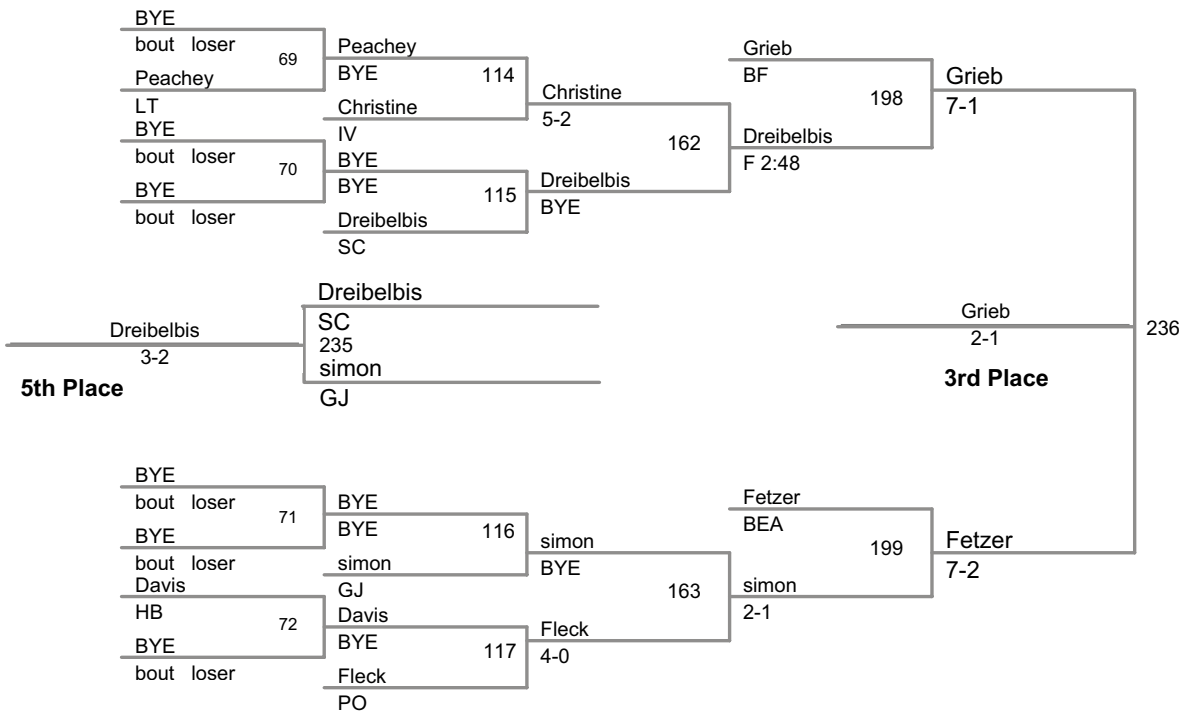 BYE
bout loser
69
Peachey
LT
BYE
bout loser
70
BYE
bout loser
Peachey
BYE
114
Christine
IV
BYE
BYE
115
Dreibelbis
SC
Christine
5-2
162
Dreibelbis
BYE
Grieb
BF
198
Dreibelbis
F 2:48
Grieb
7-1
Dreibelbis
3-2
5th Place
Dreibelbis
SC
235
simon
GJ
Grieb
2-1
3rd Place
236
BYE
bout loser
71
BYE
bout loser
Davis
HB
72
BYE
bout loser
BYE
BYE
116
simon
GJ
Davis
BYE
117
Fleck
PO
simon
BYE
163
Fleck
4-0
Fetzer
BEA
199
simon
2-1
Fetzer
7-2